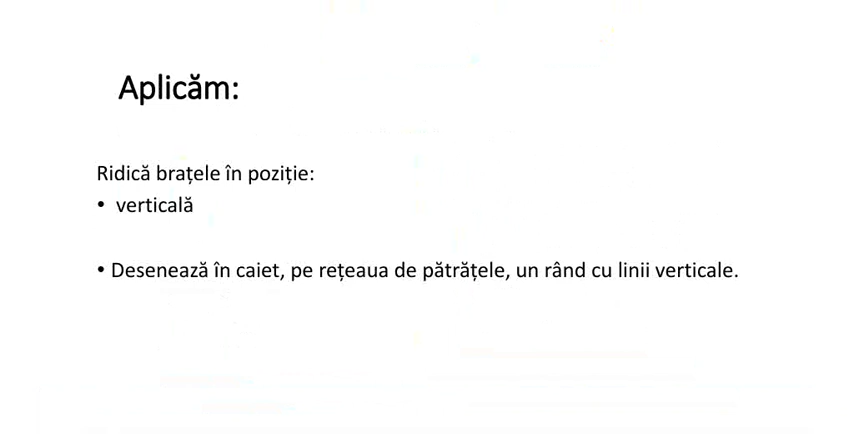 Aplicăm:
Ridică brațele în poziție:
• verticală
• Desenează în caiet, pe rețeaua de pătrățele, un rând cu linii verticale.